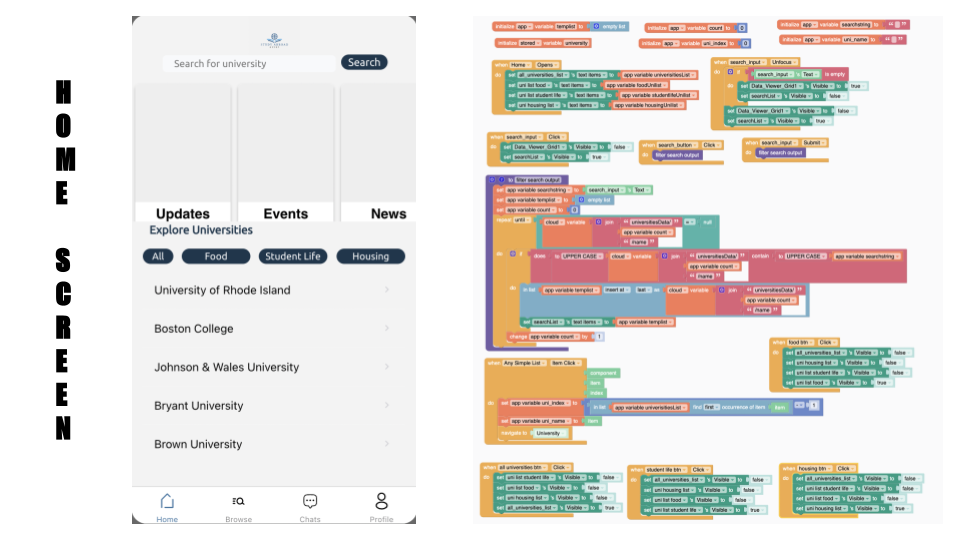 HOME SCREEN
Search for university
Search
Updates
Events
News
Explore Universities
All
Food
Student Life
Housing
University of Rhode Island
Boston College
Johnson & Wales University
Bryant University
Brown University
Home
Browse
Chats
Profile
initialize app variable templist to empty list
initialize app variable count to 0
initialize app variable searchstring to “ ”
initialize stored variable university
initialize app variable uni_index to 0
initialize app variable uni_name to “ ”
when Home Opens
do set all_universities_list 's text items to app variable universitiesList
set uni list food 's text items to app variable foodUnilist
set uni list student life 's text items to app variable studentlifeUnilist
set uni housing list 's text items to app variable housingUnilist
when search_input Unfocus
do if search_input 's Text is empty
set Data_Viewer_Grid1 's Visible to true
set searchList 's Visible to false
set Data_Viewer_Grid1 's Visible to false
set searchList 's Visible to true
when search_input Click
do set Data_Viewer_Grid1 's Visible to false
set searchList 's Visible to true
when search_button Click
do filter search output
when search_input Submit
do filter search output
to filter search output
set app variable searchstring to search_input 's Text
set app variable templist to empty list
set app variable count to 0
repeat until cloud variable join “ universitiesData/ ” = null
app variable count
“ /name ”
do if does to UPPER CASE cloud variable join “ universitiesData/ ” contain to UPPER CASE app variable searchstring
app variable count
“ /name ”
do in list app variable templist insert at last as cloud variable join “ universitiesData/ ”
app variable count
“ /name ”
set searchList 's text items to app variable templist
change app variable count by 1
when food btn Click
do set all_universities_list 's Visible to false
set uni housing list 's Visible to false
set uni list student life 's Visible to false
set uni list food 's Visible to true
when Any Simple List Item Click
component
item
index
do set app variable uni_index to in list app variable universitiesList find first occurrence of item item - 1
set app variable uni_name to item
navigate to University
when all universities btn Click
do set uni list student life 's Visible to false
set uni list food 's Visible to false
set uni housing list 's Visible to false
set all_universities_list 's Visible to true
when student life btn Click
do set all_universities_list 's Visible to false
set uni housing list 's Visible to false
set uni list food 's Visible to false
set uni list student life 's Visible to true
when housing btn Click
do set all_universities_list 's Visible to false
set uni list student life 's Visible to false
set uni list food 's Visible to false
set uni housing list 's Visible to true